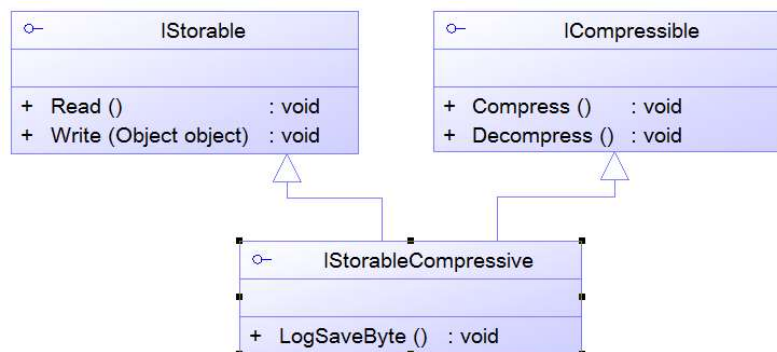 IStorable
+ Read () : void
+ Write (Object object) : void
ICompressible
+ Compress () : void
+ Decompress () : void
IStorableCompressive
+ LogSaveByte () : void